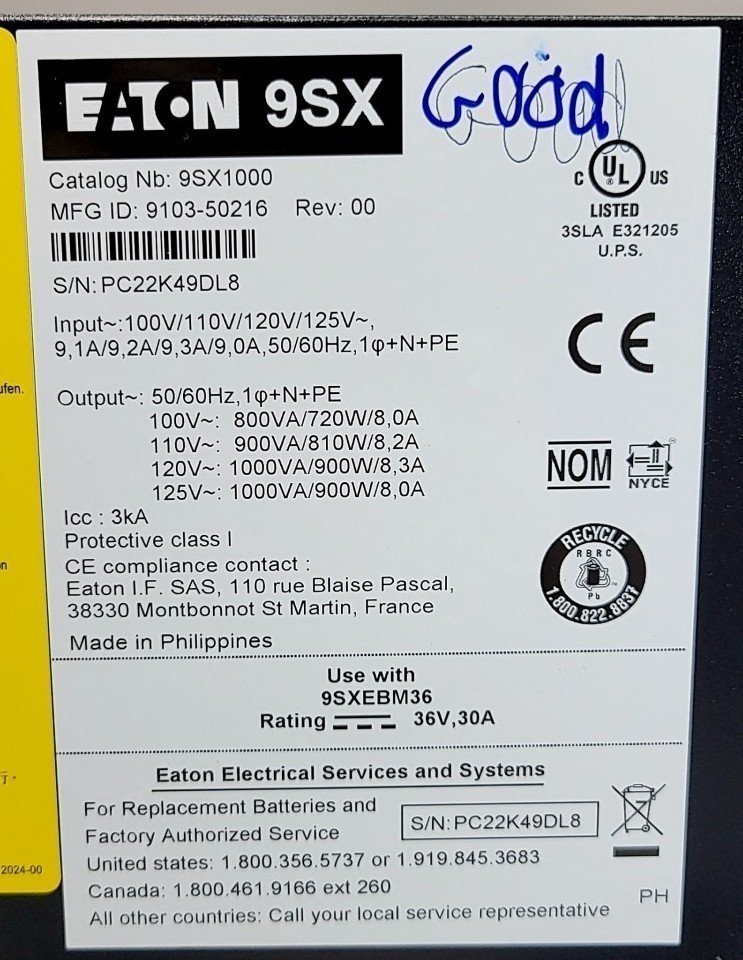 EATON 9SX
Good
Catalog Nb: 9SX1000
MFG ID: 9103-50216 Rev: 00
S/N: PC22K49DL8
C UL US
®
LISTED
3SLA E321205
U.P.S.
Input~:100V/110V/120V/125V~,
9,1A/9,2A/9,3A/9,0A,50/60Hz,1φ+N+PE
CE
Output~: 50/60Hz,1φ+N+PE
100V~: 800VA/720W/8,0A
110V~: 900VA/810W/8,2A
120V~: 1000VA/900W/8,3A
125V~: 1000VA/900W/8,0A
NOM
NYCE
Icc : 3kA
Protective class I
CE compliance contact :
Eaton I.F. SAS, 110 rue Blaise Pascal,
38330 Montbonnot St Martin, France
Made in Philippines
RECYCLE
RBRC
Pb
1.800.822.8837
Use with
9SXEBM36
Rating 36V,30A
Eaton Electrical Services and Systems
For Replacement Batteries and
Factory Authorized Service
S/N: PC22K49DL8
United states: 1.800.356.5737 or 1.919.845.3683
Canada: 1.800.461.9166 ext 260
All other countries: Call your local service representative
PH
ufen.
2024-00